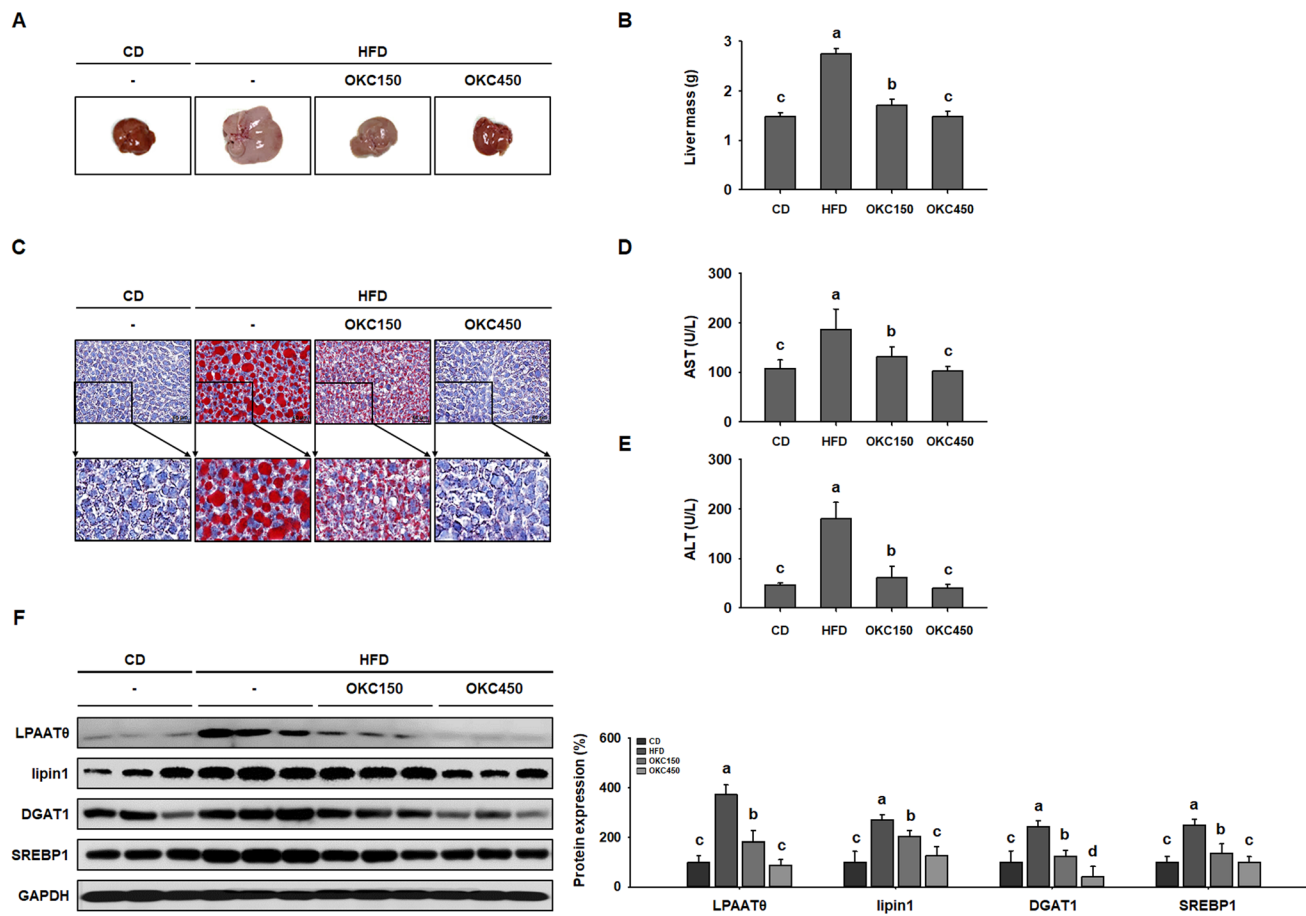 A
CD HFD
- - OKC150 OKC450
B
Liver mass (g)
3
2
1
0
a
b
c c
CD HFD OKC150 OKC450
C
CD HFD
- - OKC150 OKC450
D
AST (U/L)
300
200
100
0
c a b c
CD HFD OKC150 OKC450
E
ALT (U/L)
300
200
100
0
c a b c
CD HFD OKC150 OKC450
F
CD HFD
- - OKC150 OKC450
LPAATθ
lipin1
DGAT1
SREBP1
GAPDH
Protein expression (%)
600
400
200
0
CD
HFD
OKC150
OKC450
c a b c
c a b c
c a b d
c a b c
LPAATθ lipin1 DGAT1 SREBP1